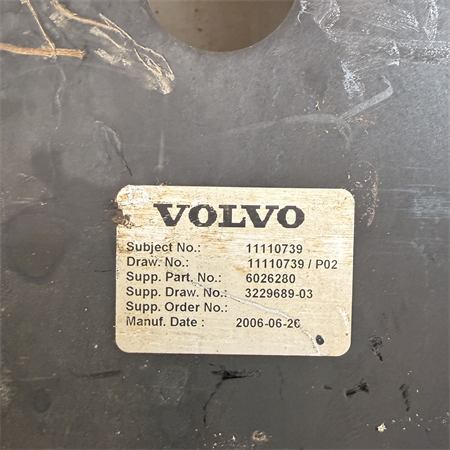 VOLVO
Subject No.: 11110739
Draw. No.: 11110739 / P02
Supp. Part. No.: 6026280
Supp. Draw. No.: 3229689-03
Supp. Order No.:
Manuf. Date : 2006-06-26